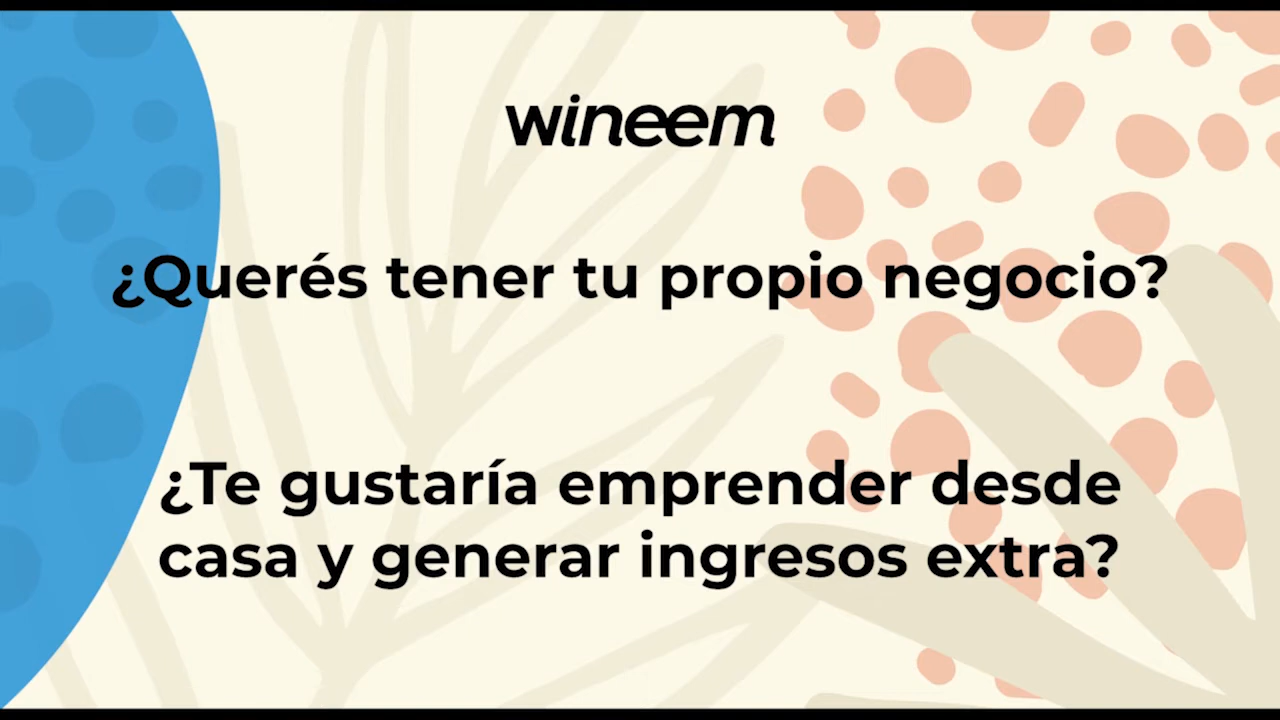 wineem
¿Querés tener tu propio negocio?
¿Te gustaría emprender desde
casa y generar ingresos extra?